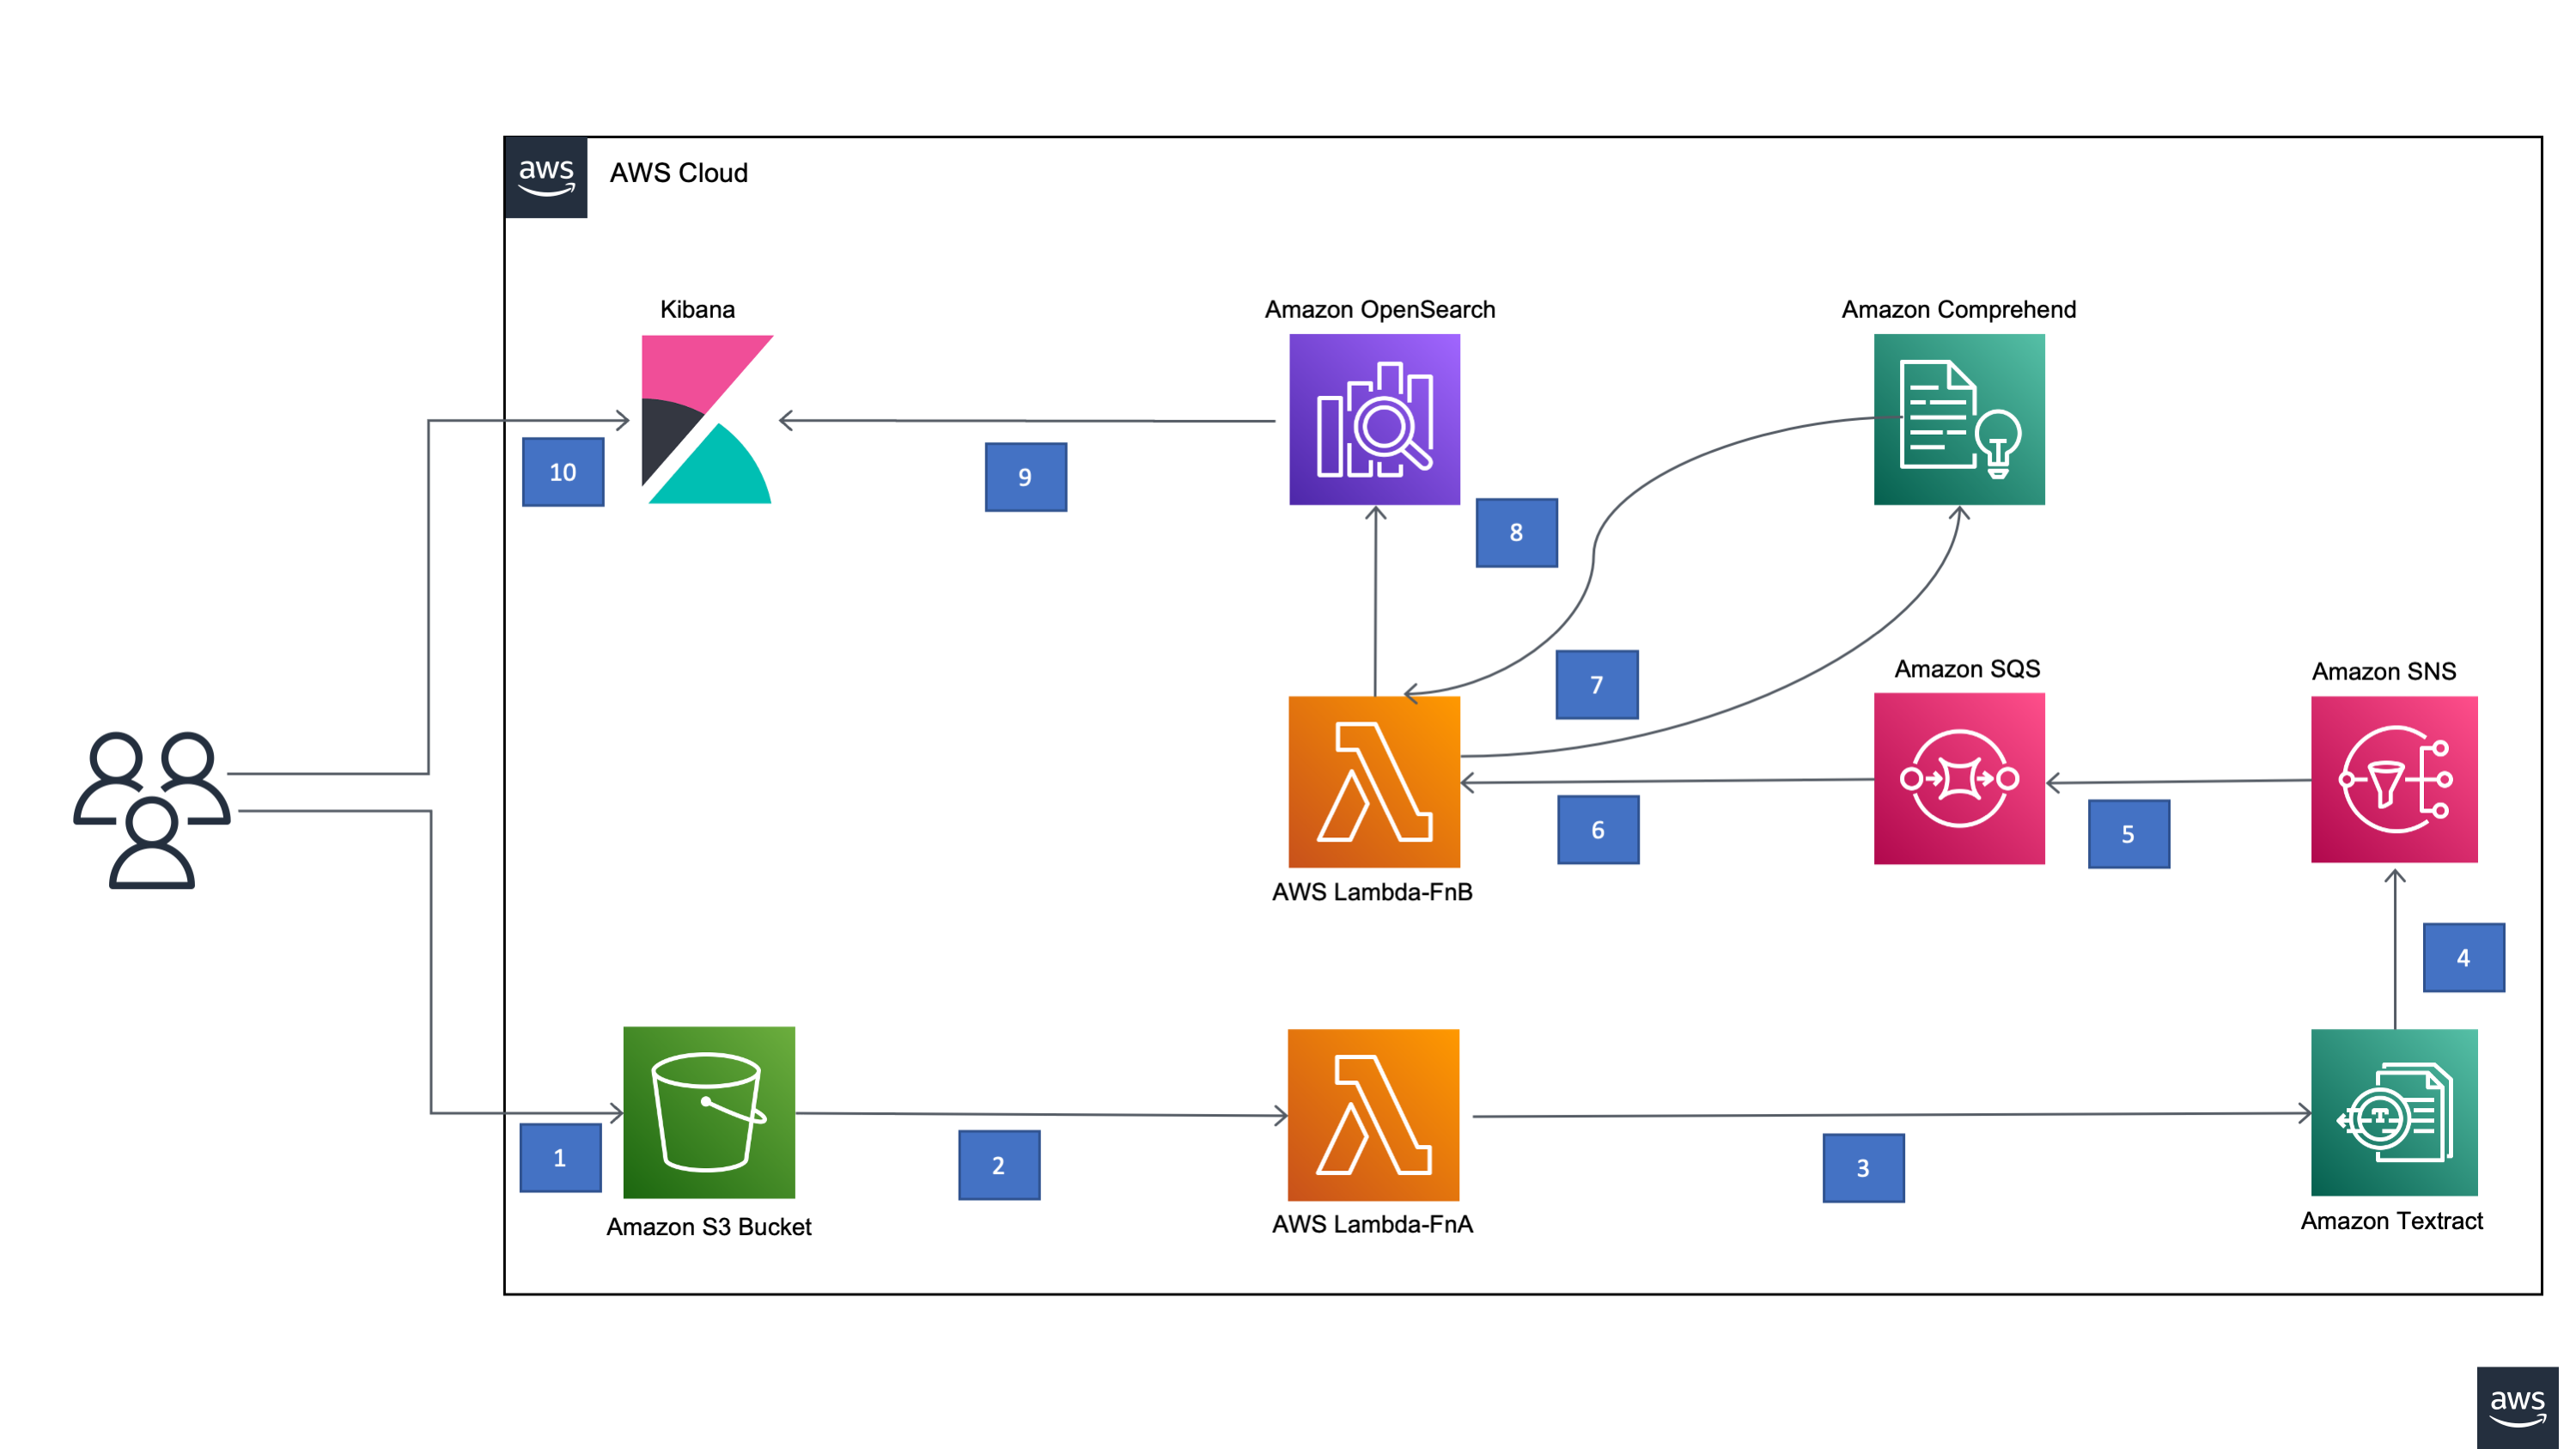 aws
AWS Cloud
Kibana
Amazon OpenSearch
Amazon Comprehend
10
9
8
7
Amazon SQS
Amazon SNS
6
5
AWS Lambda-FnB
4
1
2
3
Amazon S3 Bucket
AWS Lambda-FnA
Amazon Textract
aws